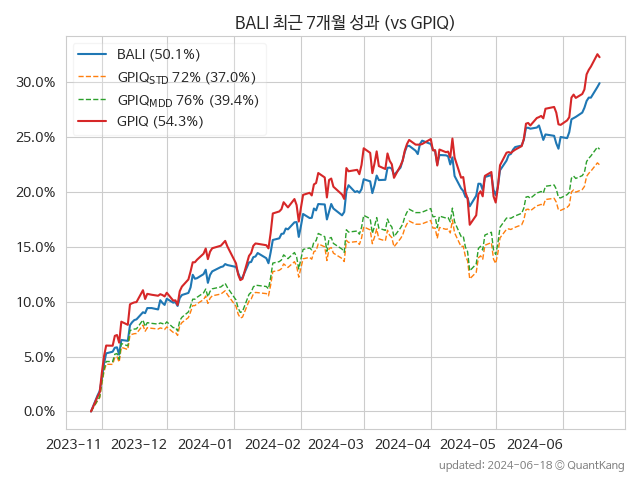 BALI 최근 7개월 성과 (vs GPIQ)
BALI (50.1%)
GPIQSTD 72% (37.0%)
GPIQMDD 76% (39.4%)
GPIQ (54.3%)
30.0%
25.0%
20.0%
15.0%
10.0%
5.0%
0.0%
2023-11 2023-12 2024-01 2024-02 2024-03 2024-04 2024-05 2024-06
updated: 2024-06-18 © QuantKang